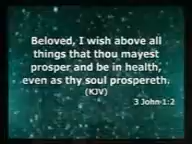 Beloved, I wish above all
things that thou mayest
prosper and be in health,
even as thy soul prospereth.
(KJV)
3 John 1:2